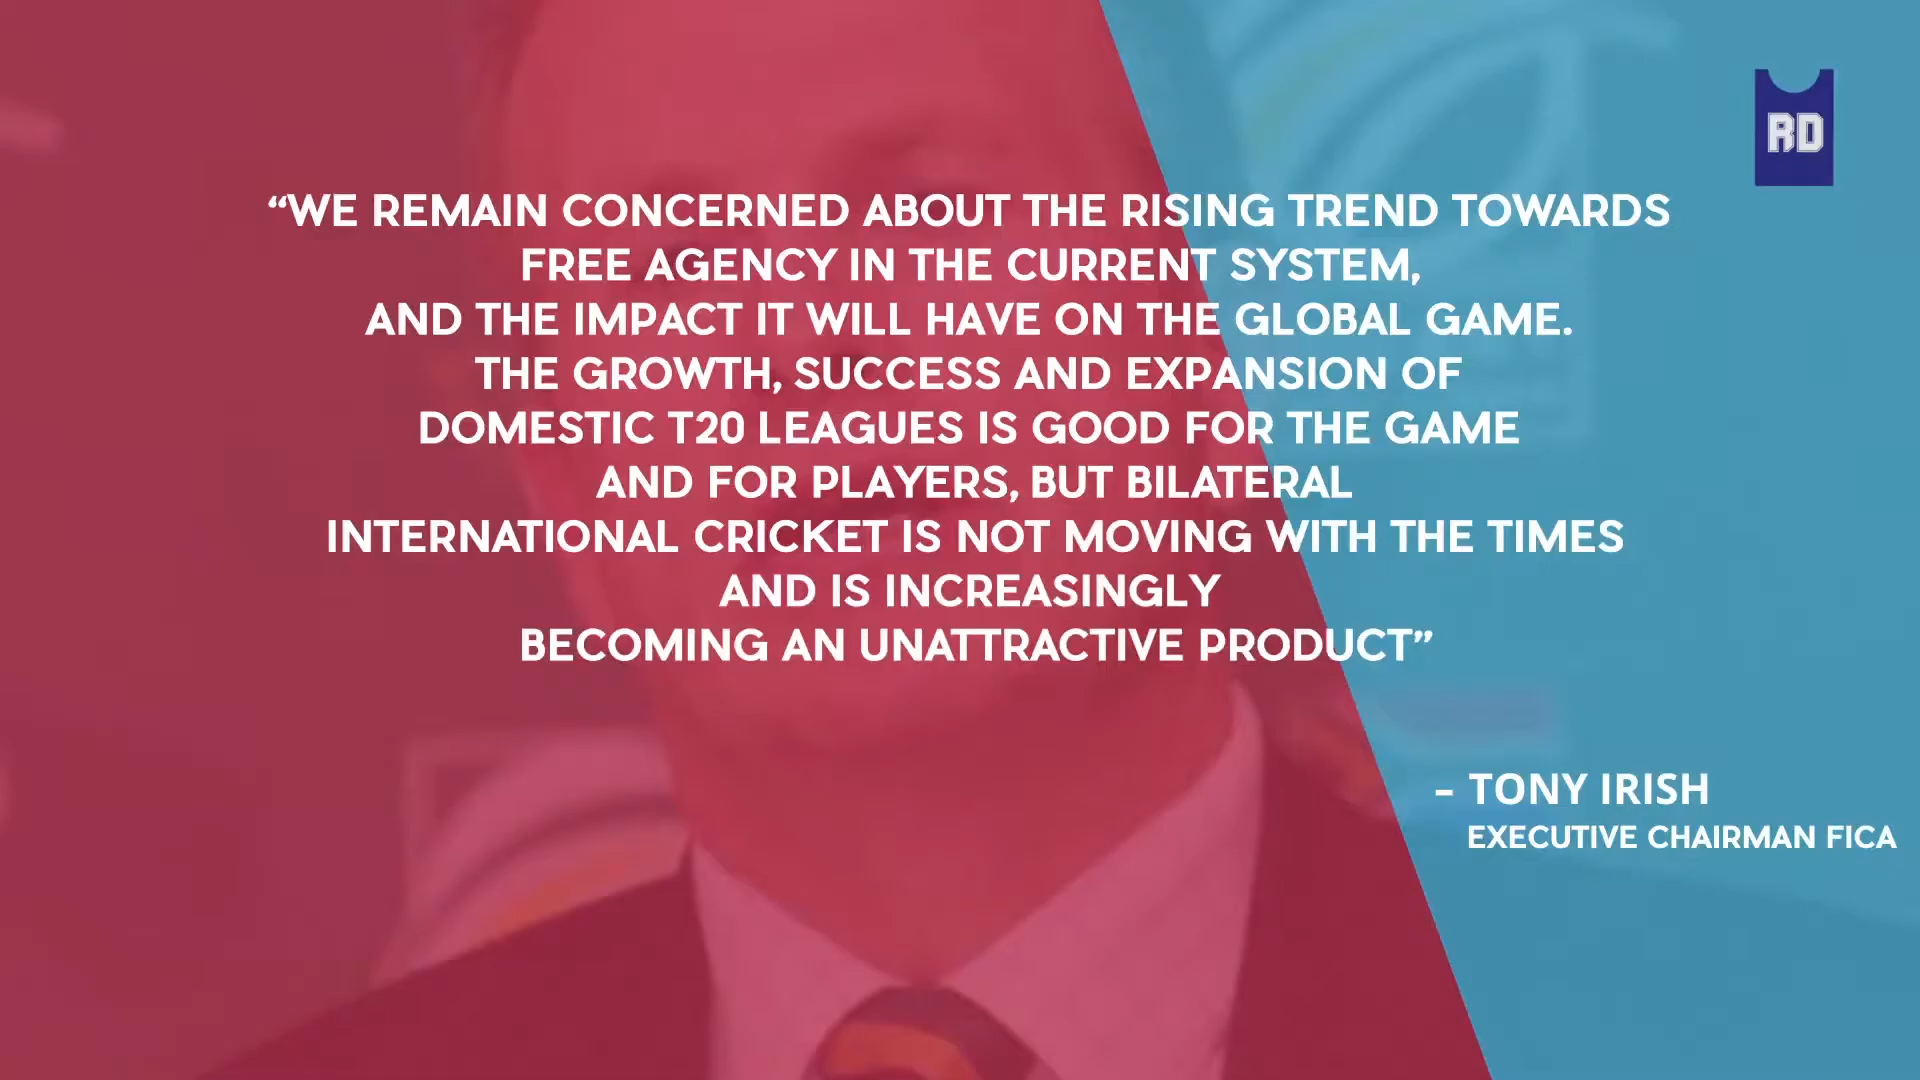 RD
“WE REMAIN CONCERNED ABOUT THE RISING TREND TOWARDS
FREE AGENCY IN THE CURRENT SYSTEM,
AND THE IMPACT IT WILL HAVE ON THE GLOBAL GAME.
THE GROWTH, SUCCESS AND EXPANSION OF
DOMESTIC T20 LEAGUES IS GOOD FOR THE GAME
AND FOR PLAYERS, BUT BILATERAL
INTERNATIONAL CRICKET IS NOT MOVING WITH THE TIMES
AND IS INCREASINGLY
BECOMING AN UNATTRACTIVE PRODUCT”
– TONY IRISH
EXECUTIVE CHAIRMAN FICA